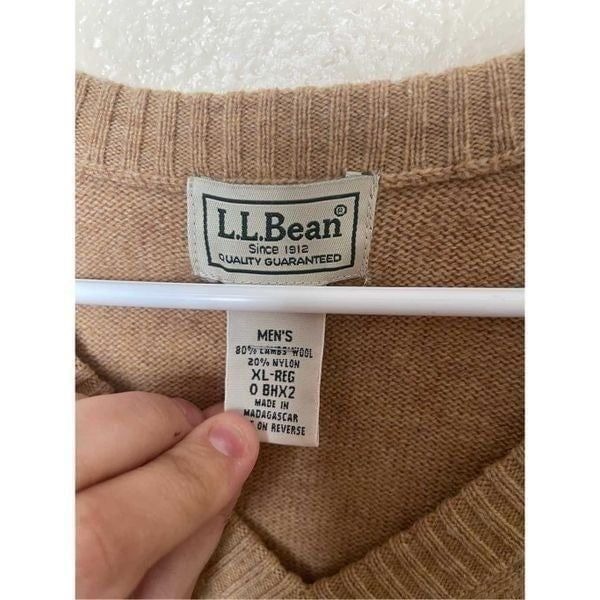 L.L.Bean®
Since 1912
QUALITY GUARANTEED
MEN'S
80% LAMBS' WOOL
20% NYLON
XL-REG
0 BHX2
MADE IN
MADAGASCAR
ON REVERSE